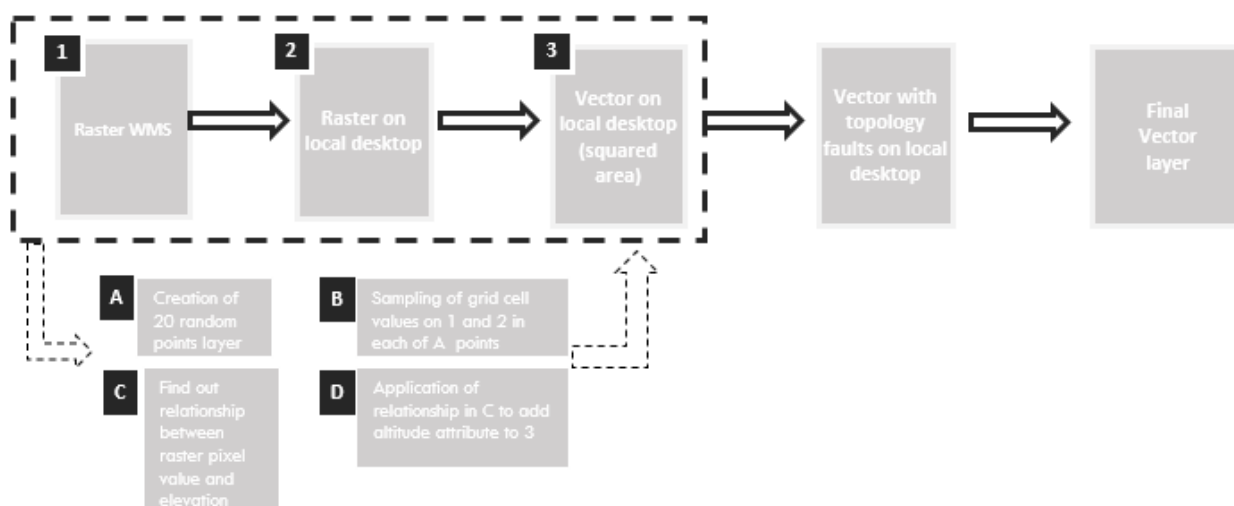 1
Raster WMS
2
Raster on
local desktop
3
Vector on
local desktop
(squared
area)
Vector with
topology
faults on local
desktop
Final
Vector
layer
A
Creation of
20 random
points layer
B
Sampling of grid cell
values on 1 and 2 in
each of A points
C
Find out
relationship
between
raster pixel
value and
elevation
D
Application of
relationship in C to add
altitude attribute to 3